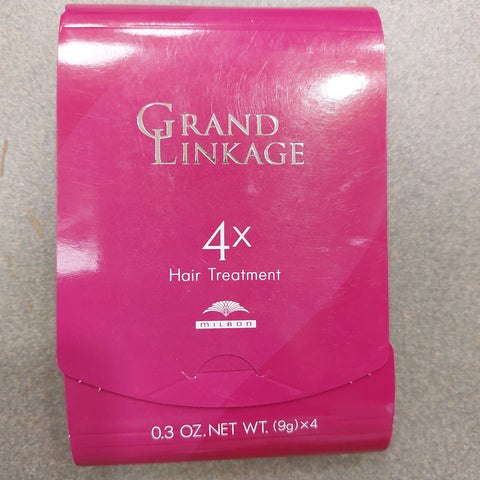 GRAND
LINKAGE
4x
Hair Treatment
MILBON
0.3 OZ.NET WT. (9g)×4